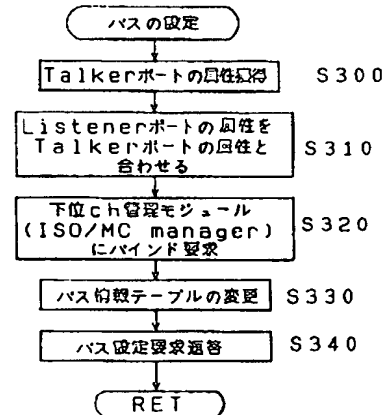 パスの設定
Talkerポートの属性獲得 S300
Listenerポートの属性を
Talkerポートの属性と
合わせる S310
下位ch管理モジュール
(ISO/MC manager)
にバインド要求 S320
パス情報テーブルの変更 S330
パス設定要求返答 S340
RET